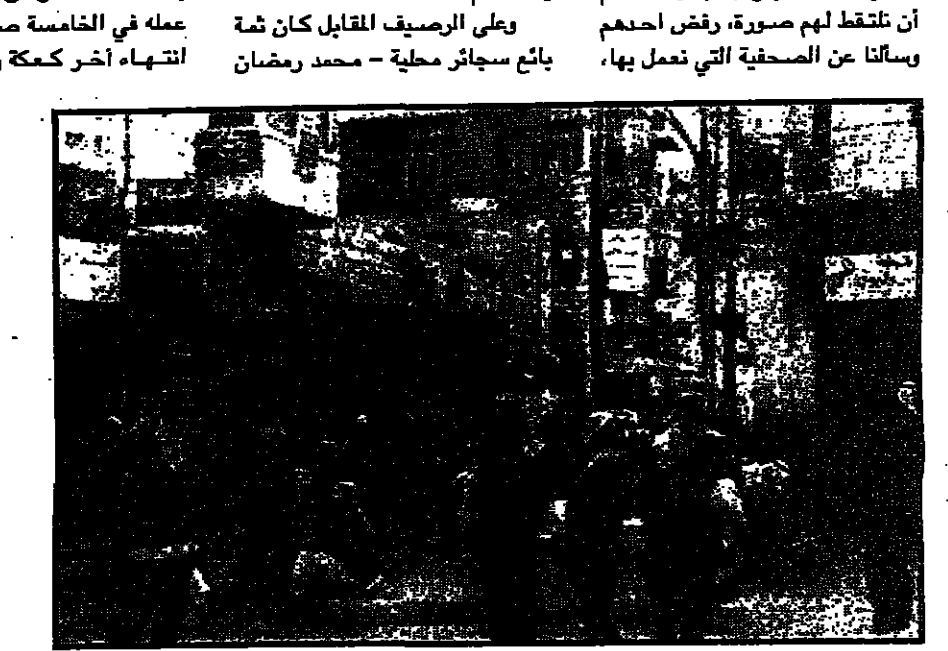 أن نلتقط لهم صورة، رفض احدهم
وسألنا عن الصحفية التي نعمل بها،
وعلى الرصيف المقابل كان ثمة
بائع سجائر محلية – محمد رمضان
عمله في الخامسة
انتهاء أخر كعكة